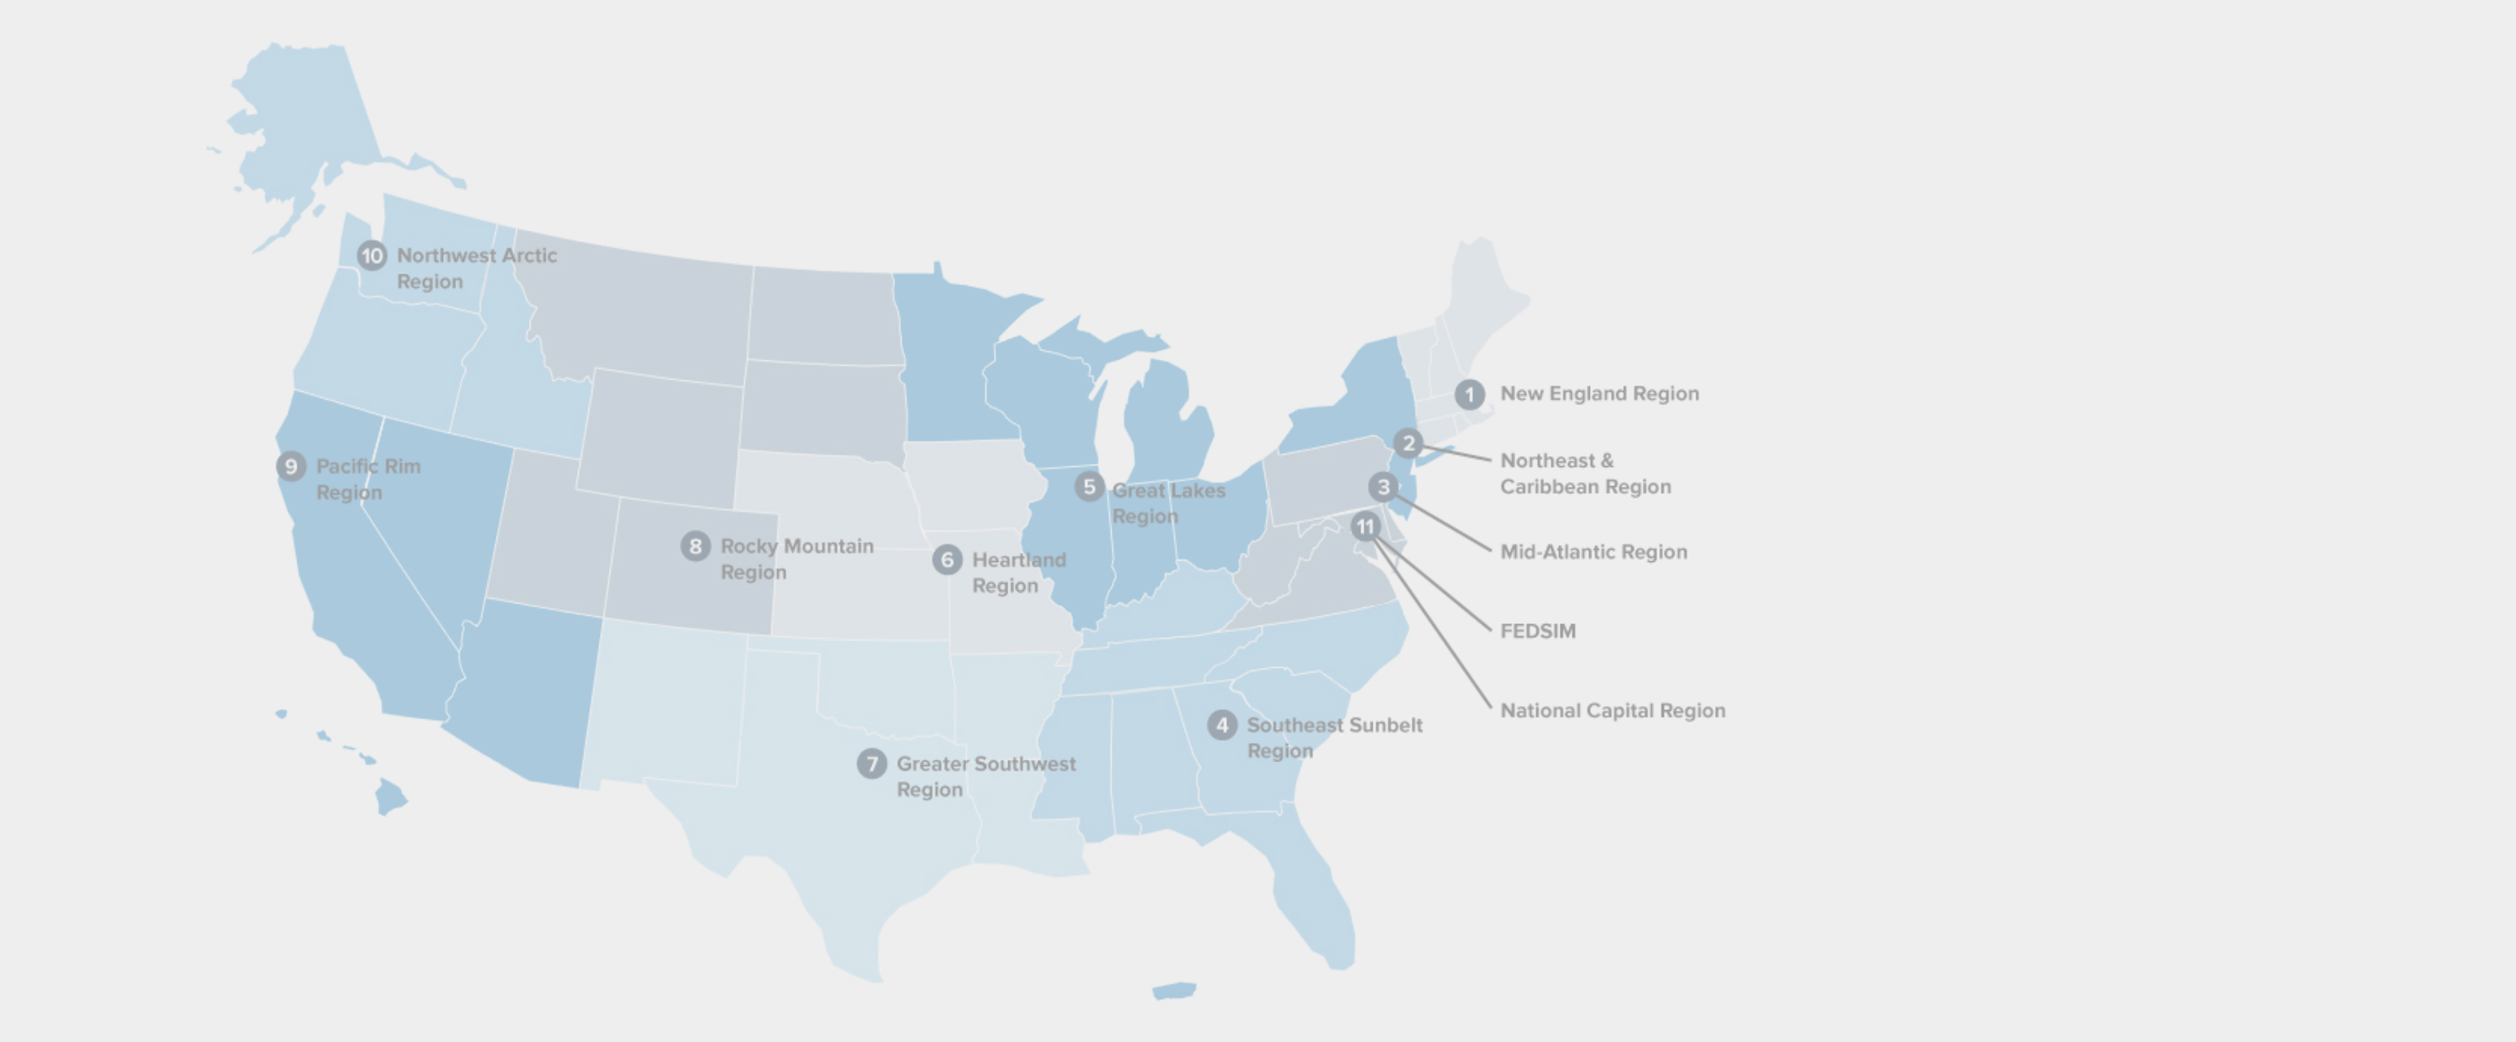 10 Northwest Arctic
Region
1 New England Region
2 Northeast &
Caribbean Region
9 Pacific Rim
Region
5 Great Lakes
Region
3 Mid-Atlantic Region
8 Rocky Mountain
Region
6 Heartland
Region
11 FEDSIM
National Capital Region
4 Southeast Sunbelt
Region
7 Greater Southwest
Region